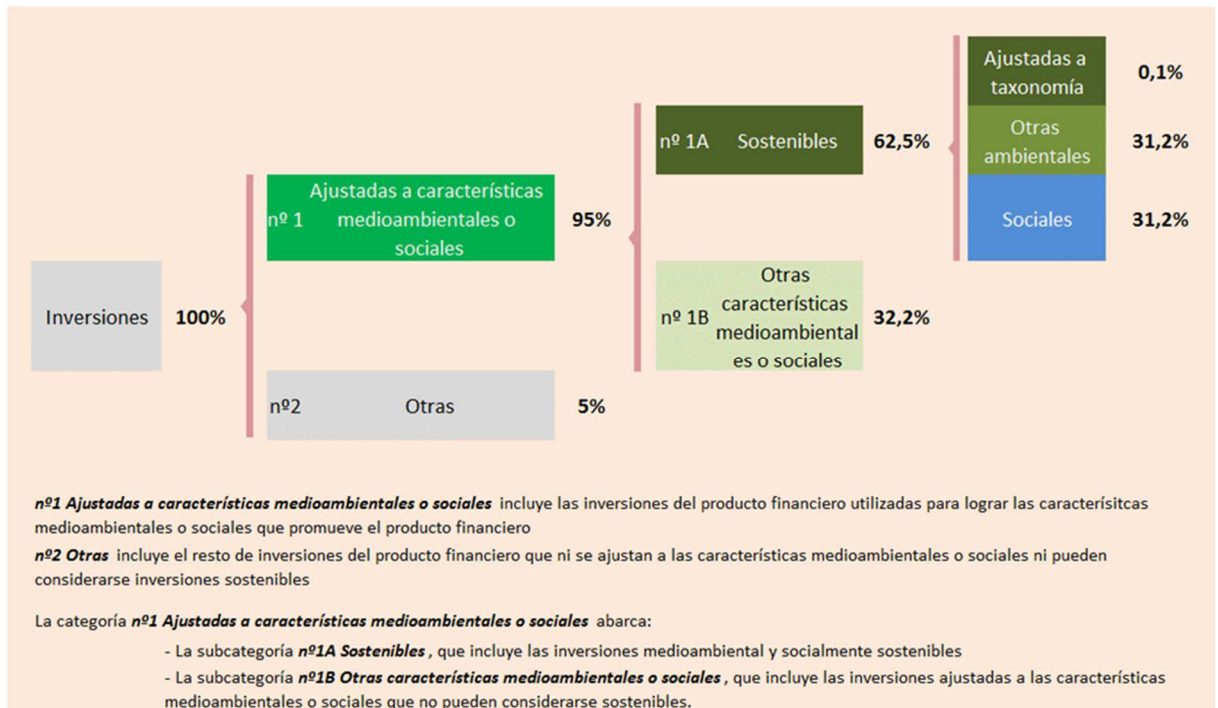 Inversiones 100%
nº 1 Ajustadas a característicás
medioambientales o
sociales
95%
nº2 Otras 5%
nº 1A Sostenibles 62,5%
nº 1B Otras
característicás
medioambiental
es o sociales
32,2%
Ajustadas a
taxonomía
0,1%
Otras
ambientales
31,2%
Sociales 31,2%
nº1 Ajustadas a características medioambientales o sociales incluye las inversiones del producto financiero utilizadas para lograr las caracterísitcas
medioambientales o sociales que promueve el producto financiero
nº2 Otras incluye el resto de inversiones del producto financiero que ni se ajustan a las características medioambientales o sociales ni pueden
considerarse inversiones sostenibles
La categoría nº1 Ajustadas a características medioambientales o sociales abarca:
- La subcategoría nº1A Sostenibles , que incluye las inversiones medioambiental y socialmente sostenibles
- La subcategoría nº1B Otras características medioambientales o sociales , que incluye las inversiones ajustadas a las características
medioambientales o sociales que no pueden considerarse sostenibles.